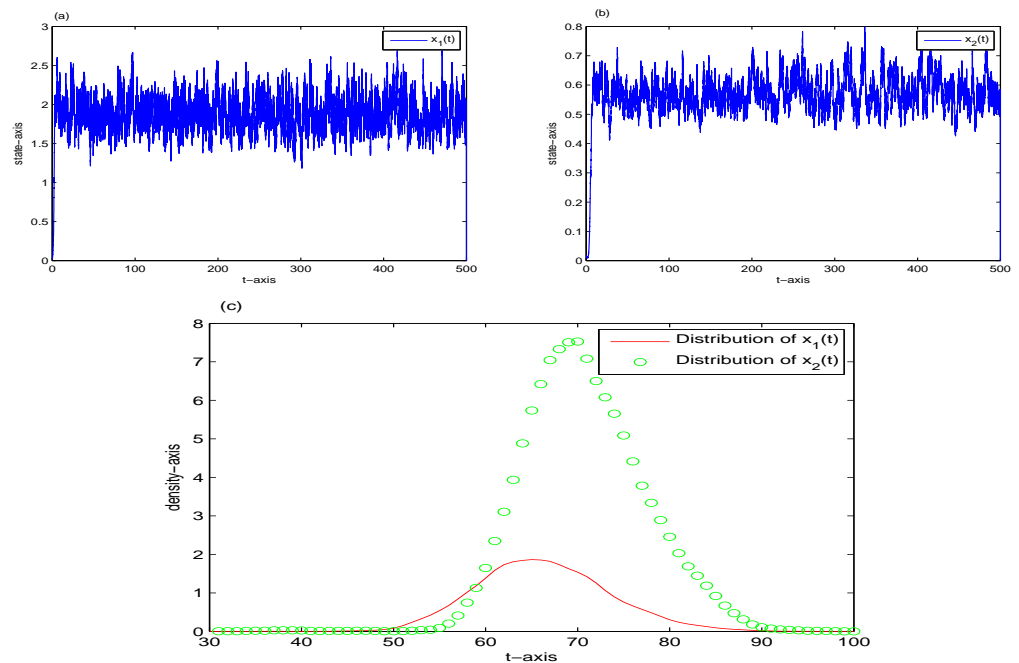 (a)
3
2.5
2
1.5
1
0.5
0
0 100 200 300 400 500
state-axis
t-axis
x1(t)
(b)
0.8
0.7
0.6
0.5
0.4
0.3
0.2
0.1
0
0 100 200 300 400 500
state-axis
t-axis
x2(t)
(c)
8
7
6
5
4
3
2
1
0
30 40 50 60 70 80 90 100
density-axis
t-axis
Distribution of x1(t)
Distribution of x2(t)